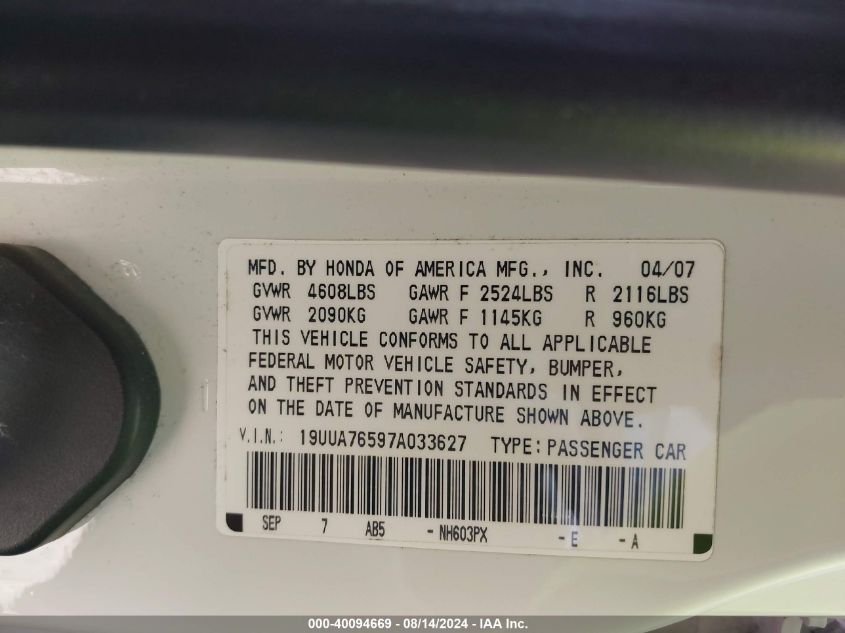 MFD. BY HONDA OF AMERICA MFG., INC. 04/07
GVWR 4608LBS GAWR F 2524LBS R 2116LBS
GVWR 2090KG GAWR F 1145KG R 960KG
THIS VEHICLE CONFORMS TO ALL APPLICABLE
FEDERAL MOTOR VEHICLE SAFETY, BUMPER,
AND THEFT PREVENTION STANDARDS IN EFFECT
ON THE DATE OF MANUFACTURE SHOWN ABOVE.
V.I.N.: 19UUA76597A033627 TYPE: PASSENGER CAR
SEP 7 AB5 - NH603PX - E - A
000-40094669 - 08/14/2024 - IAA Inc.